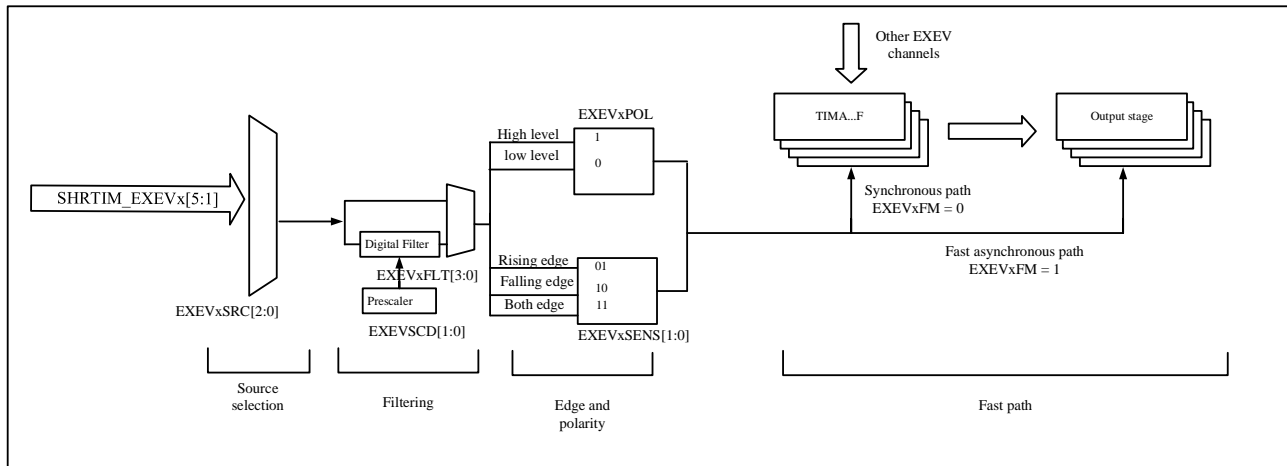 Other EXEV
channels
TIMA...F
Output stage
EXEVxPOL
High level
1
low level
0
SHRTIM_EXEVx[5:1]
Synchronous path
EXEVxFM = 0
Digital Filter
Fast asynchronous path
EXEVxFM = 1
EXEVxFLT[3:0]
Rising edge
01
Falling edge
10
Both edge
11
Prescaler
EXEVxSRC[2:0]
EXEVSCD[1:0]
EXEVxSENS[1:0]
Source
selection
Filtering
Edge and
polarity
Fast path